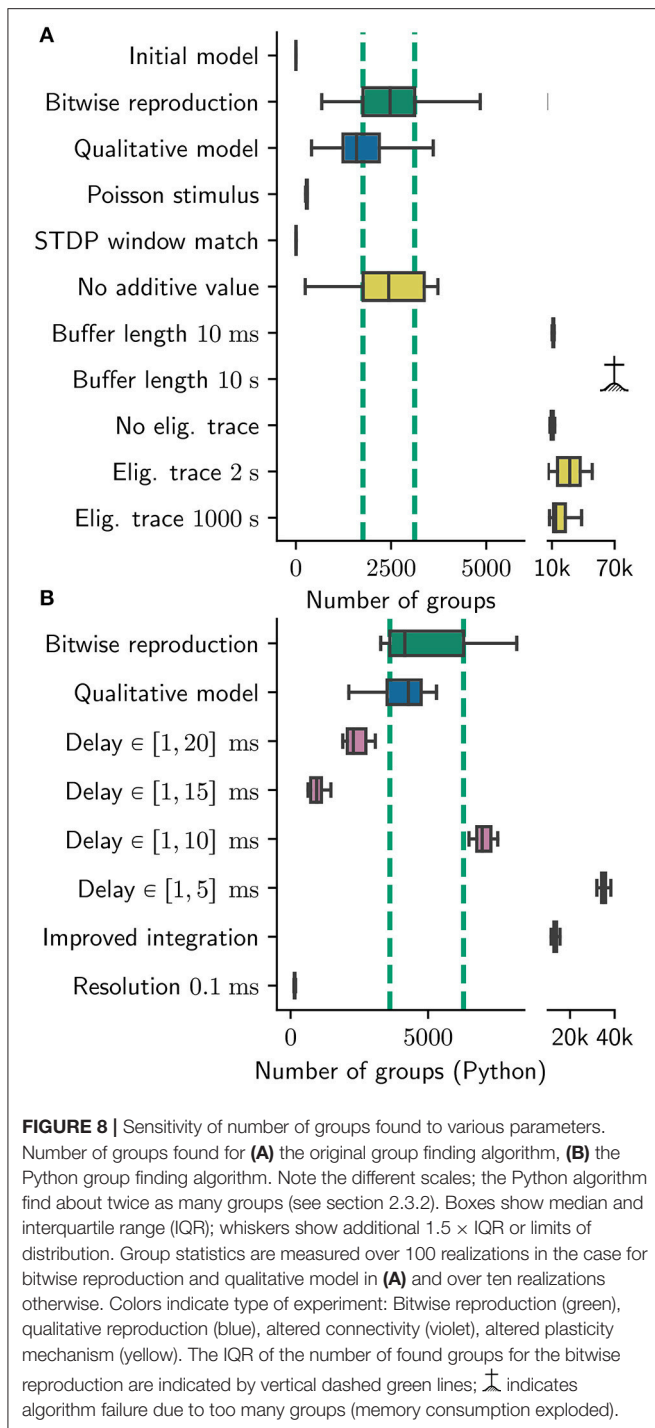 A
Initial model
Bitwise reproduction
Qualitative model
Poisson stimulus
STDP window match
No additive value
Buffer length 10 ms
Buffer length 10 s
No elig. trace
Elig. trace 2 s
Elig. trace 1000 s
0 2500 5000 10k 70k
Number of groups
B
Bitwise reproduction
Qualitative model
Delay ∈ [1, 20] ms
Delay ∈ [1, 15] ms
Delay ∈ [1, 10] ms
Delay ∈ [1, 5] ms
Improved integration
Resolution 0.1 ms
0 5000 20k 40k
Number of groups (Python)
FIGURE 8 | Sensitivity of number of groups found to various parameters.
Number of groups found for (A) the original group finding algorithm, (B) the
Python group finding algorithm. Note the different scales; the Python algorithm
find about twice as many groups (see section 2.3.2). Boxes show median and
interquartile range (IQR); whiskers show additional 1.5 × IQR or limits of
distribution. Group statistics are measured over 100 realizations in the case for
bitwise reproduction and qualitative model in (A) and over ten realizations
otherwise. Colors indicate type of experiment: Bitwise reproduction (green),
qualitative reproduction (blue), altered connectivity (violet), altered plasticity
mechanism (yellow). The IQR of the number of found groups for the bitwise
reproduction are indicated by vertical dashed green lines; indicates
algorithm failure due to too many groups (memory consumption exploded).